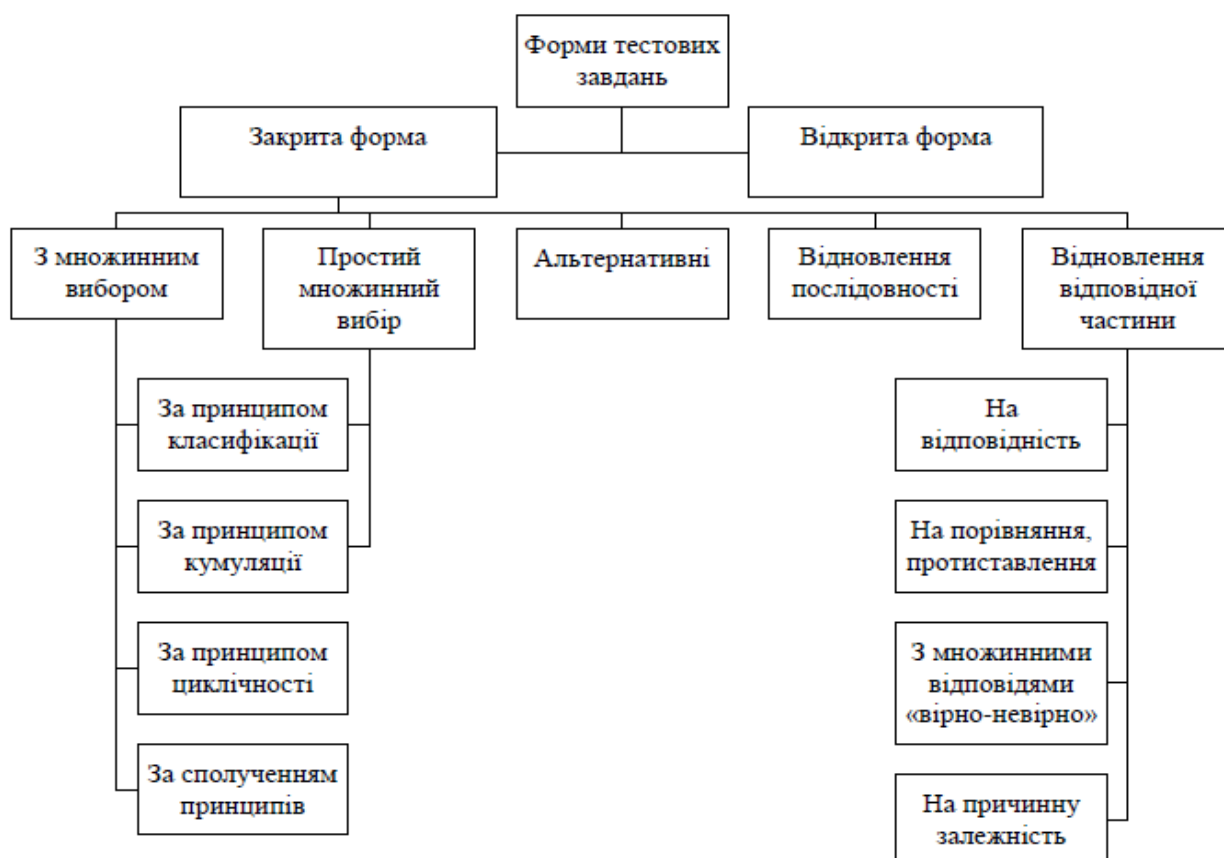 Форми тестових
завдань
Закрита форма
Відкрита форма
З множинним
вибором
Простий
множинний
вибір
Альтернативні
Відновлення
послідовності
Відновлення
відповідної
частини
За принципом
класифікації
На
відповідність
За принципом
кумуляції
На порівняння,
протиставлення
За принципом
циклічності
З множинними
відповідями
«вірно-невірно»
За сполученням
принципів
На причинну
залежність